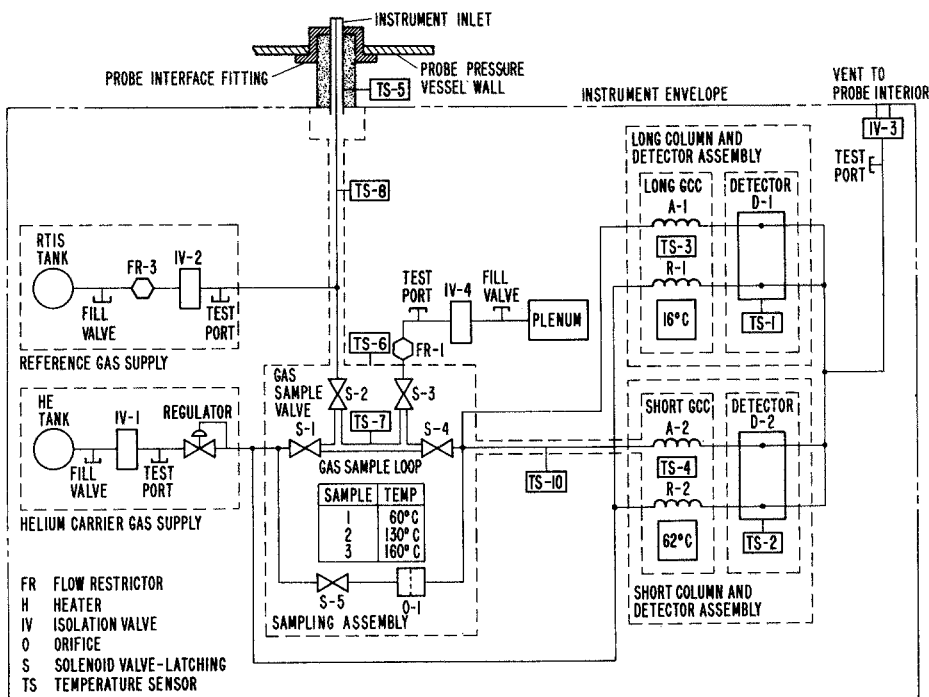 INSTRUMENT INLET
PROBE INTERFACE FITTING
PROBE PRESSURE
VESSEL WALL
TS-5
INSTRUMENT ENVELOPE
VENT TO
PROBE INTERIOR
IV-3
TEST
PORT
LONG COLUMN AND
DETECTOR ASSEMBLY
LONG GCC
A-1
TS-3
R-1
16°C
DETECTOR
D-1
TS-1
TS-8
RTIS
TANK
FR-3
IV-2
FILL
VALVE
TEST
PORT
REFERENCE GAS SUPPLY
TEST
PORT
IV-4
FILL
VALVE
PLENUM
FR-1
TS-6
GAS
SAMPLE
VALVE
S-2
S-3
TS-7
S-1
S-4
GAS SAMPLE LOOP
HE
TANK
IV-1
REGULATOR
FILL
VALVE
TEST
PORT
HELIUM CARRIER GAS SUPPLY
SAMPLE TEMP
1 60°C
2 130°C
3 160°C
S-5
O-1
SAMPLING ASSEMBLY
TS-10
SHORT GCC
A-2
TS-4
R-2
62°C
DETECTOR
D-2
TS-2
SHORT COLUMN AND
DETECTOR ASSEMBLY
FR FLOW RESTRICTOR
H HEATER
IV ISOLATION VALVE
O ORIFICE
S SOLENOID VALVE-LATCHING
TS TEMPERATURE SENSOR